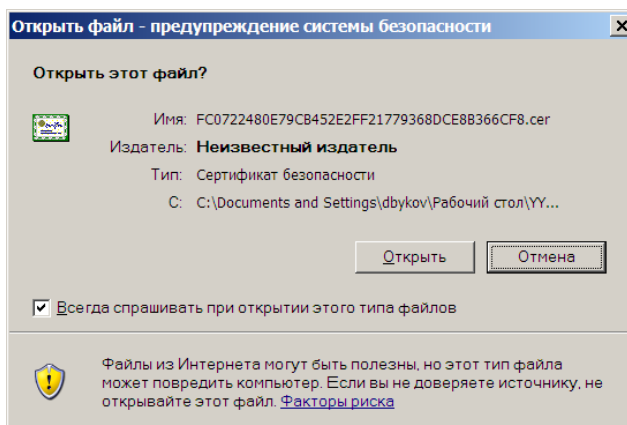 Открыть файл - предупреждение системы безопасности
Открыть этот файл?
Имя: FC0722480E79CB452E2FF21779368DCE8B366CF8.cer
Издатель: Неизвестный издатель
Тип: Сертификат безопасности
С: C:\Documents and Settings\dbykov\Рабочий стол\YY...
Открыть Отмена
Всегда спрашивать при открытии этого типа файлов
Файлы из Интернета могут быть полезны, но этот тип файла
может повредить компьютер. Если вы не доверяете источнику, не
открывайте этот файл. Факторы риска